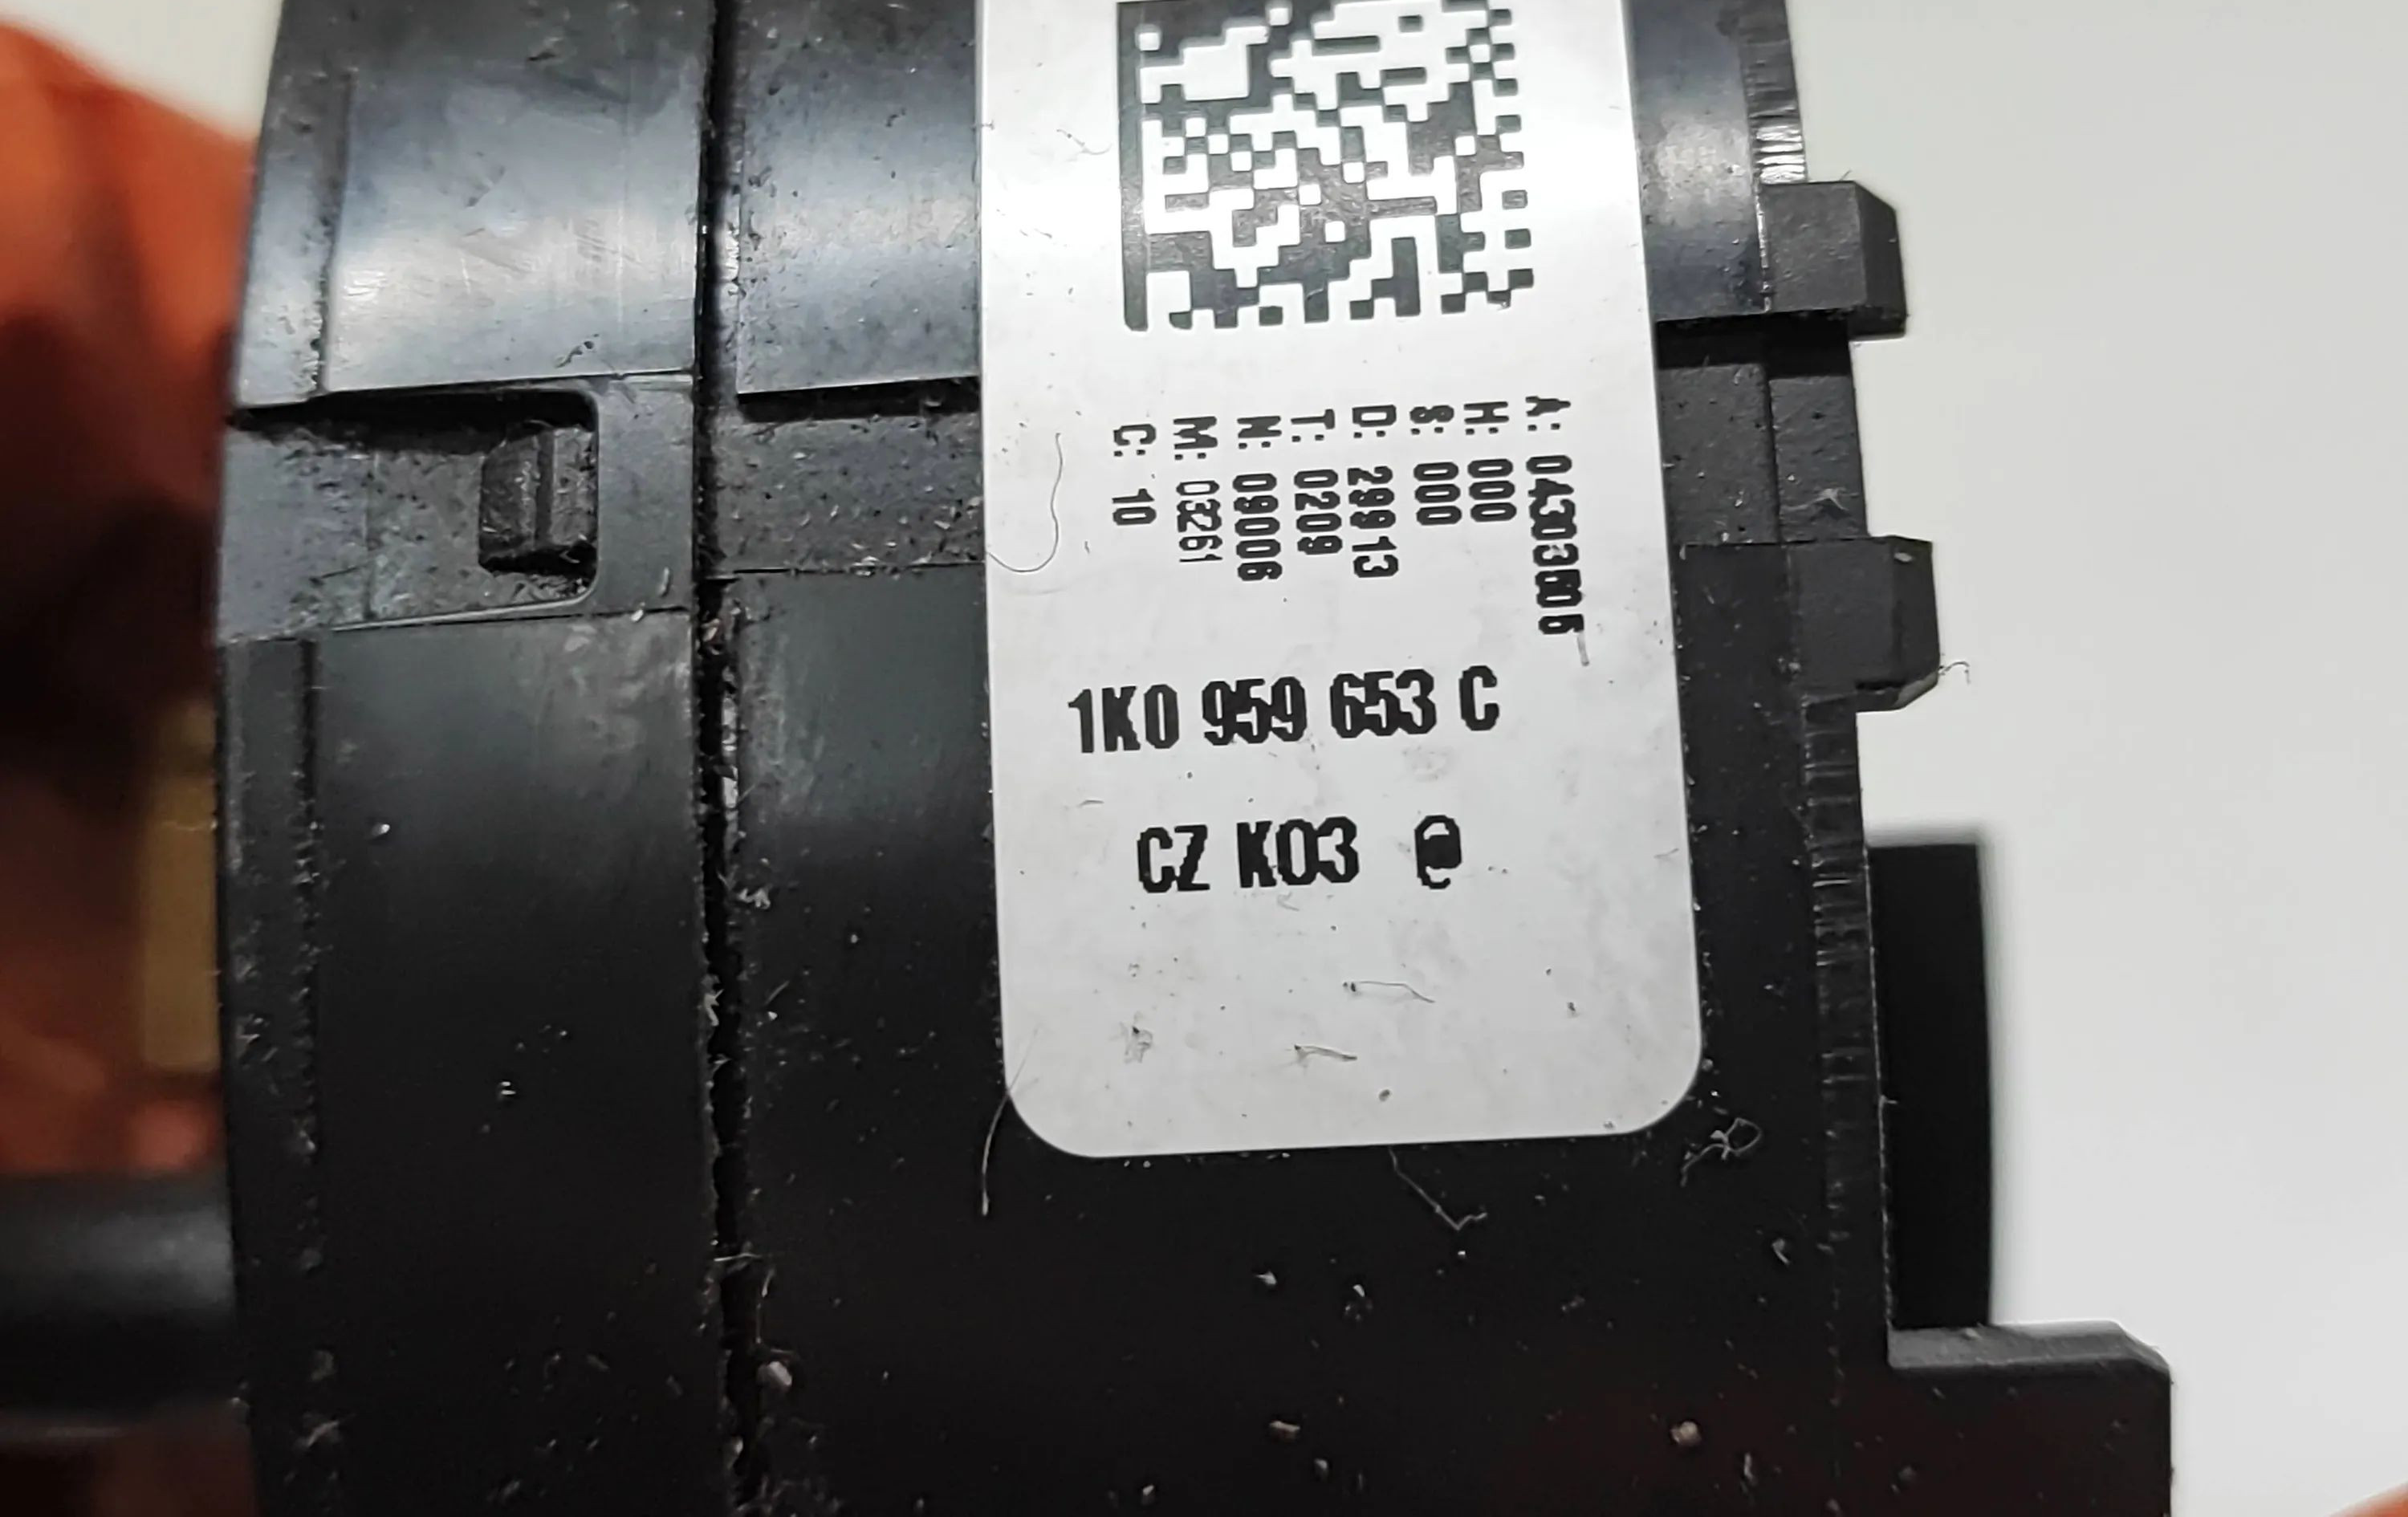 A: 04303805
H: 000
S: 000
D: 29913
T: 0209
N: 09006
M: 03261
C: 10
1K0 959 653 C
CZ K03 @